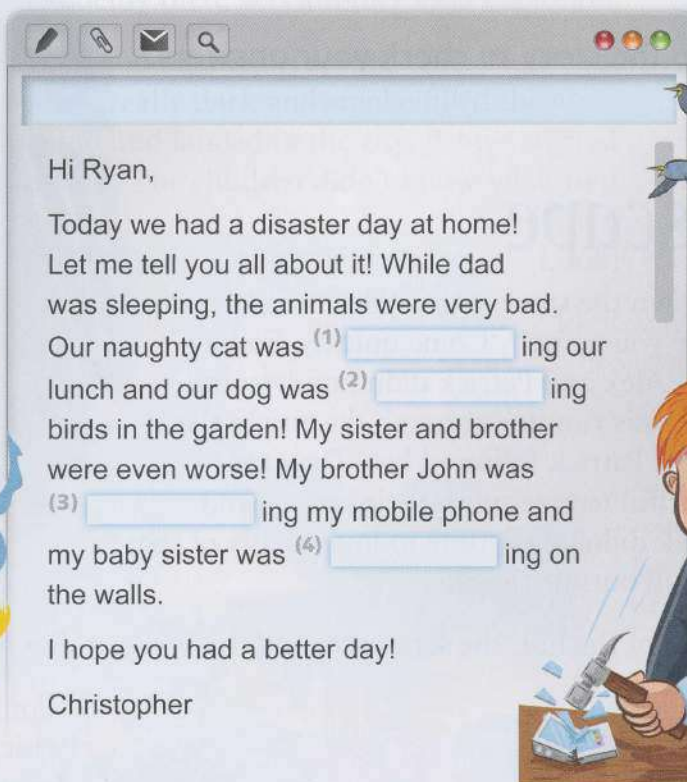 Hi Ryan,
Today we had a disaster day at home!
Let me tell you all about it! While dad
was sleeping, the animals were very bad.
Our naughty cat was (1) ing our
lunch and our dog was (2) ing
birds in the garden! My sister and brother
were even worse! My brother John was
(3) ing my mobile phone and
my baby sister was (4) ing on
the walls.
I hope you had a better day!
Christopher